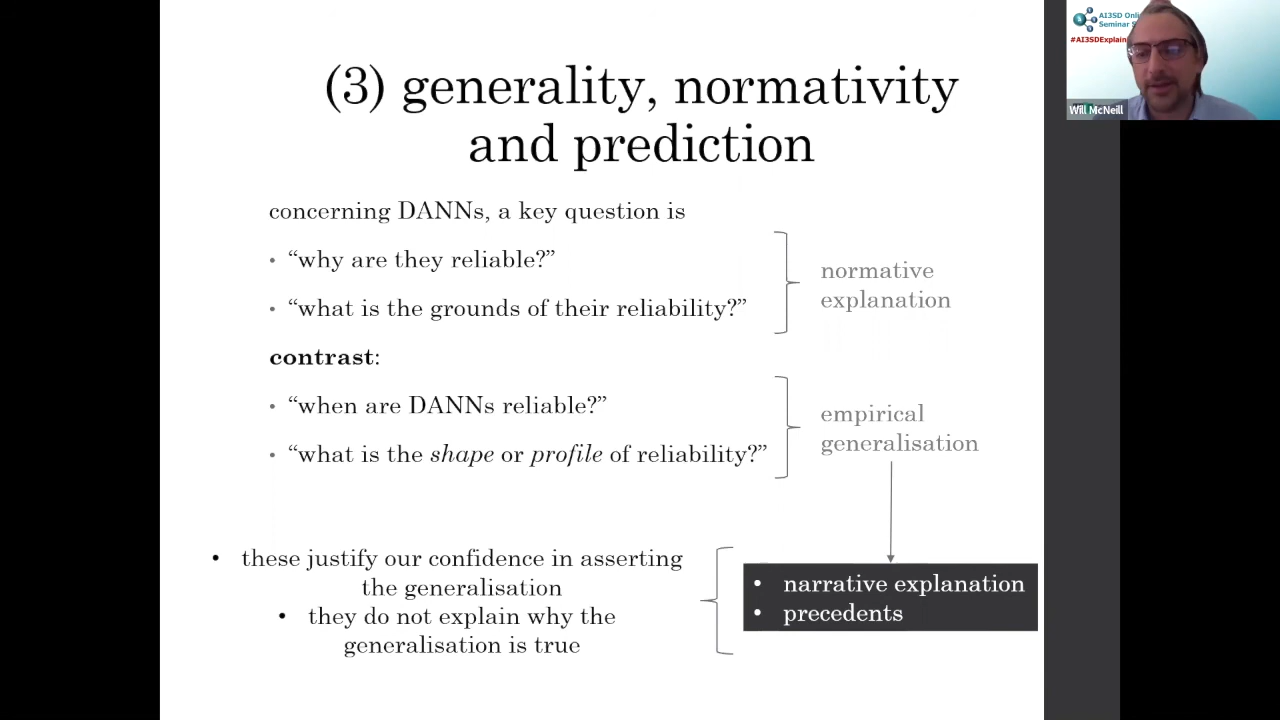 (3) generality, normativity
and prediction
concerning DANNs, a key question is
• “why are they reliable?”
• “what is the grounds of their reliability?”
normative
explanation
contrast:
• “when are DANNs reliable?”
• “what is the shape or profile of reliability?”
empirical
generalisation
• these justify our confidence in asserting
the generalisation
• they do not explain why the
generalisation is true
• narrative explanation
• precedents
AI3SD
Seminar
#AI3SDExplain
Will McNeill